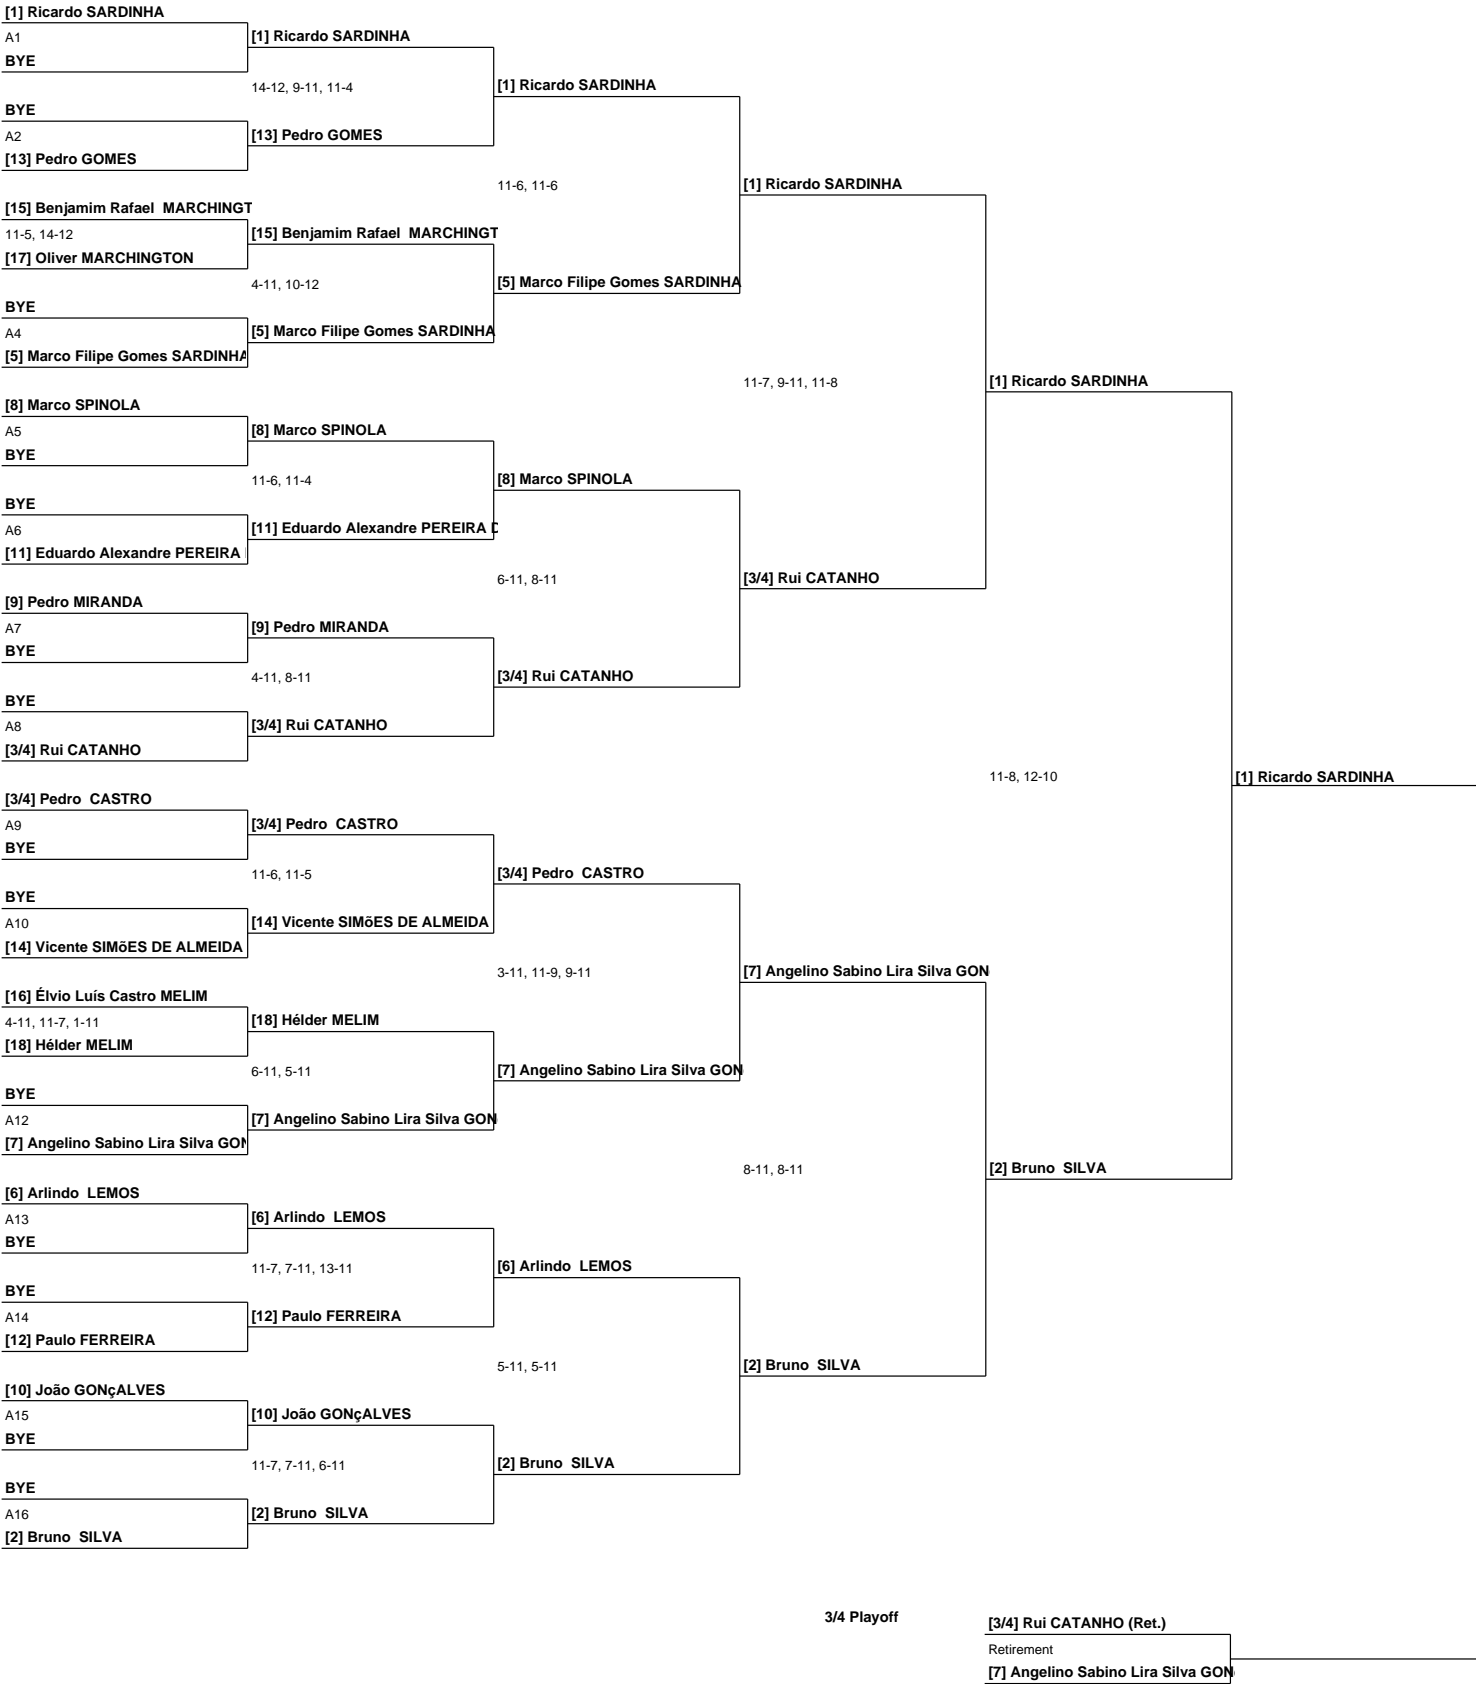 [1] Ricardo SARDINHA
A1
BYE
BYE
A2
[13] Pedro GOMES
[15] Benjamim Rafael  MARCHINGT
11-5, 14-12
[17] Oliver MARCHINGTON
BYE
A4
[5] Marco Filipe Gomes SARDINHA
[8] Marco SPINOLA
A5
BYE
BYE
A6
[11] Eduardo Alexandre PEREIRA
[9] Pedro MIRANDA
A7
BYE
BYE
A8
[3/4] Rui CATANHO
[3/4] Pedro  CASTRO
A9
BYE
BYE
A10
[14] Vicente SIMõES DE ALMEIDA
[16] Élvio Luís Castro MELIM
4-11, 11-7, 1-11
[18] Hélder MELIM
BYE
A12
[7] Angelino Sabino Lira Silva GON
[6] Arlindo  LEMOS
A13
BYE
BYE
A14
[12] Paulo FERREIRA
[10] João GONçALVES
A15
BYE
BYE
A16
[2] Bruno  SILVA
[1] Ricardo SARDINHA
14-12, 9-11, 11-4
[13] Pedro GOMES
[15] Benjamim Rafael  MARCHINGT
4-11, 10-12
[5] Marco Filipe Gomes SARDINHA
[8] Marco SPINOLA
11-6, 11-4
[11] Eduardo Alexandre PEREIRA D
[9] Pedro MIRANDA
4-11, 8-11
[3/4] Rui CATANHO
[3/4] Pedro  CASTRO
11-6, 11-5
[14] Vicente SIMõES DE ALMEIDA
[18] Hélder MELIM
6-11, 5-11
[7] Angelino Sabino Lira Silva GON
[6] Arlindo  LEMOS
11-7, 7-11, 13-11
[12] Paulo FERREIRA
[10] João GONçALVES
11-7, 7-11, 6-11
[2] Bruno  SILVA
[1] Ricardo SARDINHA
11-6, 11-6
[5] Marco Filipe Gomes SARDINHA
[8] Marco SPINOLA
6-11, 8-11
[3/4] Rui CATANHO
[3/4] Pedro  CASTRO
3-11, 11-9, 9-11
[7] Angelino Sabino Lira Silva GON
[6] Arlindo  LEMOS
5-11, 5-11
[2] Bruno  SILVA
[1] Ricardo SARDINHA
11-7, 9-11, 11-8
[3/4] Rui CATANHO
[7] Angelino Sabino Lira Silva GON
8-11, 8-11
[2] Bruno  SILVA
[1] Ricardo SARDINHA
11-8, 12-10
[2] Bruno  SILVA
[1] Ricardo SARDINHA
3/4 Playoff
[3/4] Rui CATANHO (Ret.)
Retirement
[7] Angelino Sabino Lira Silva GON